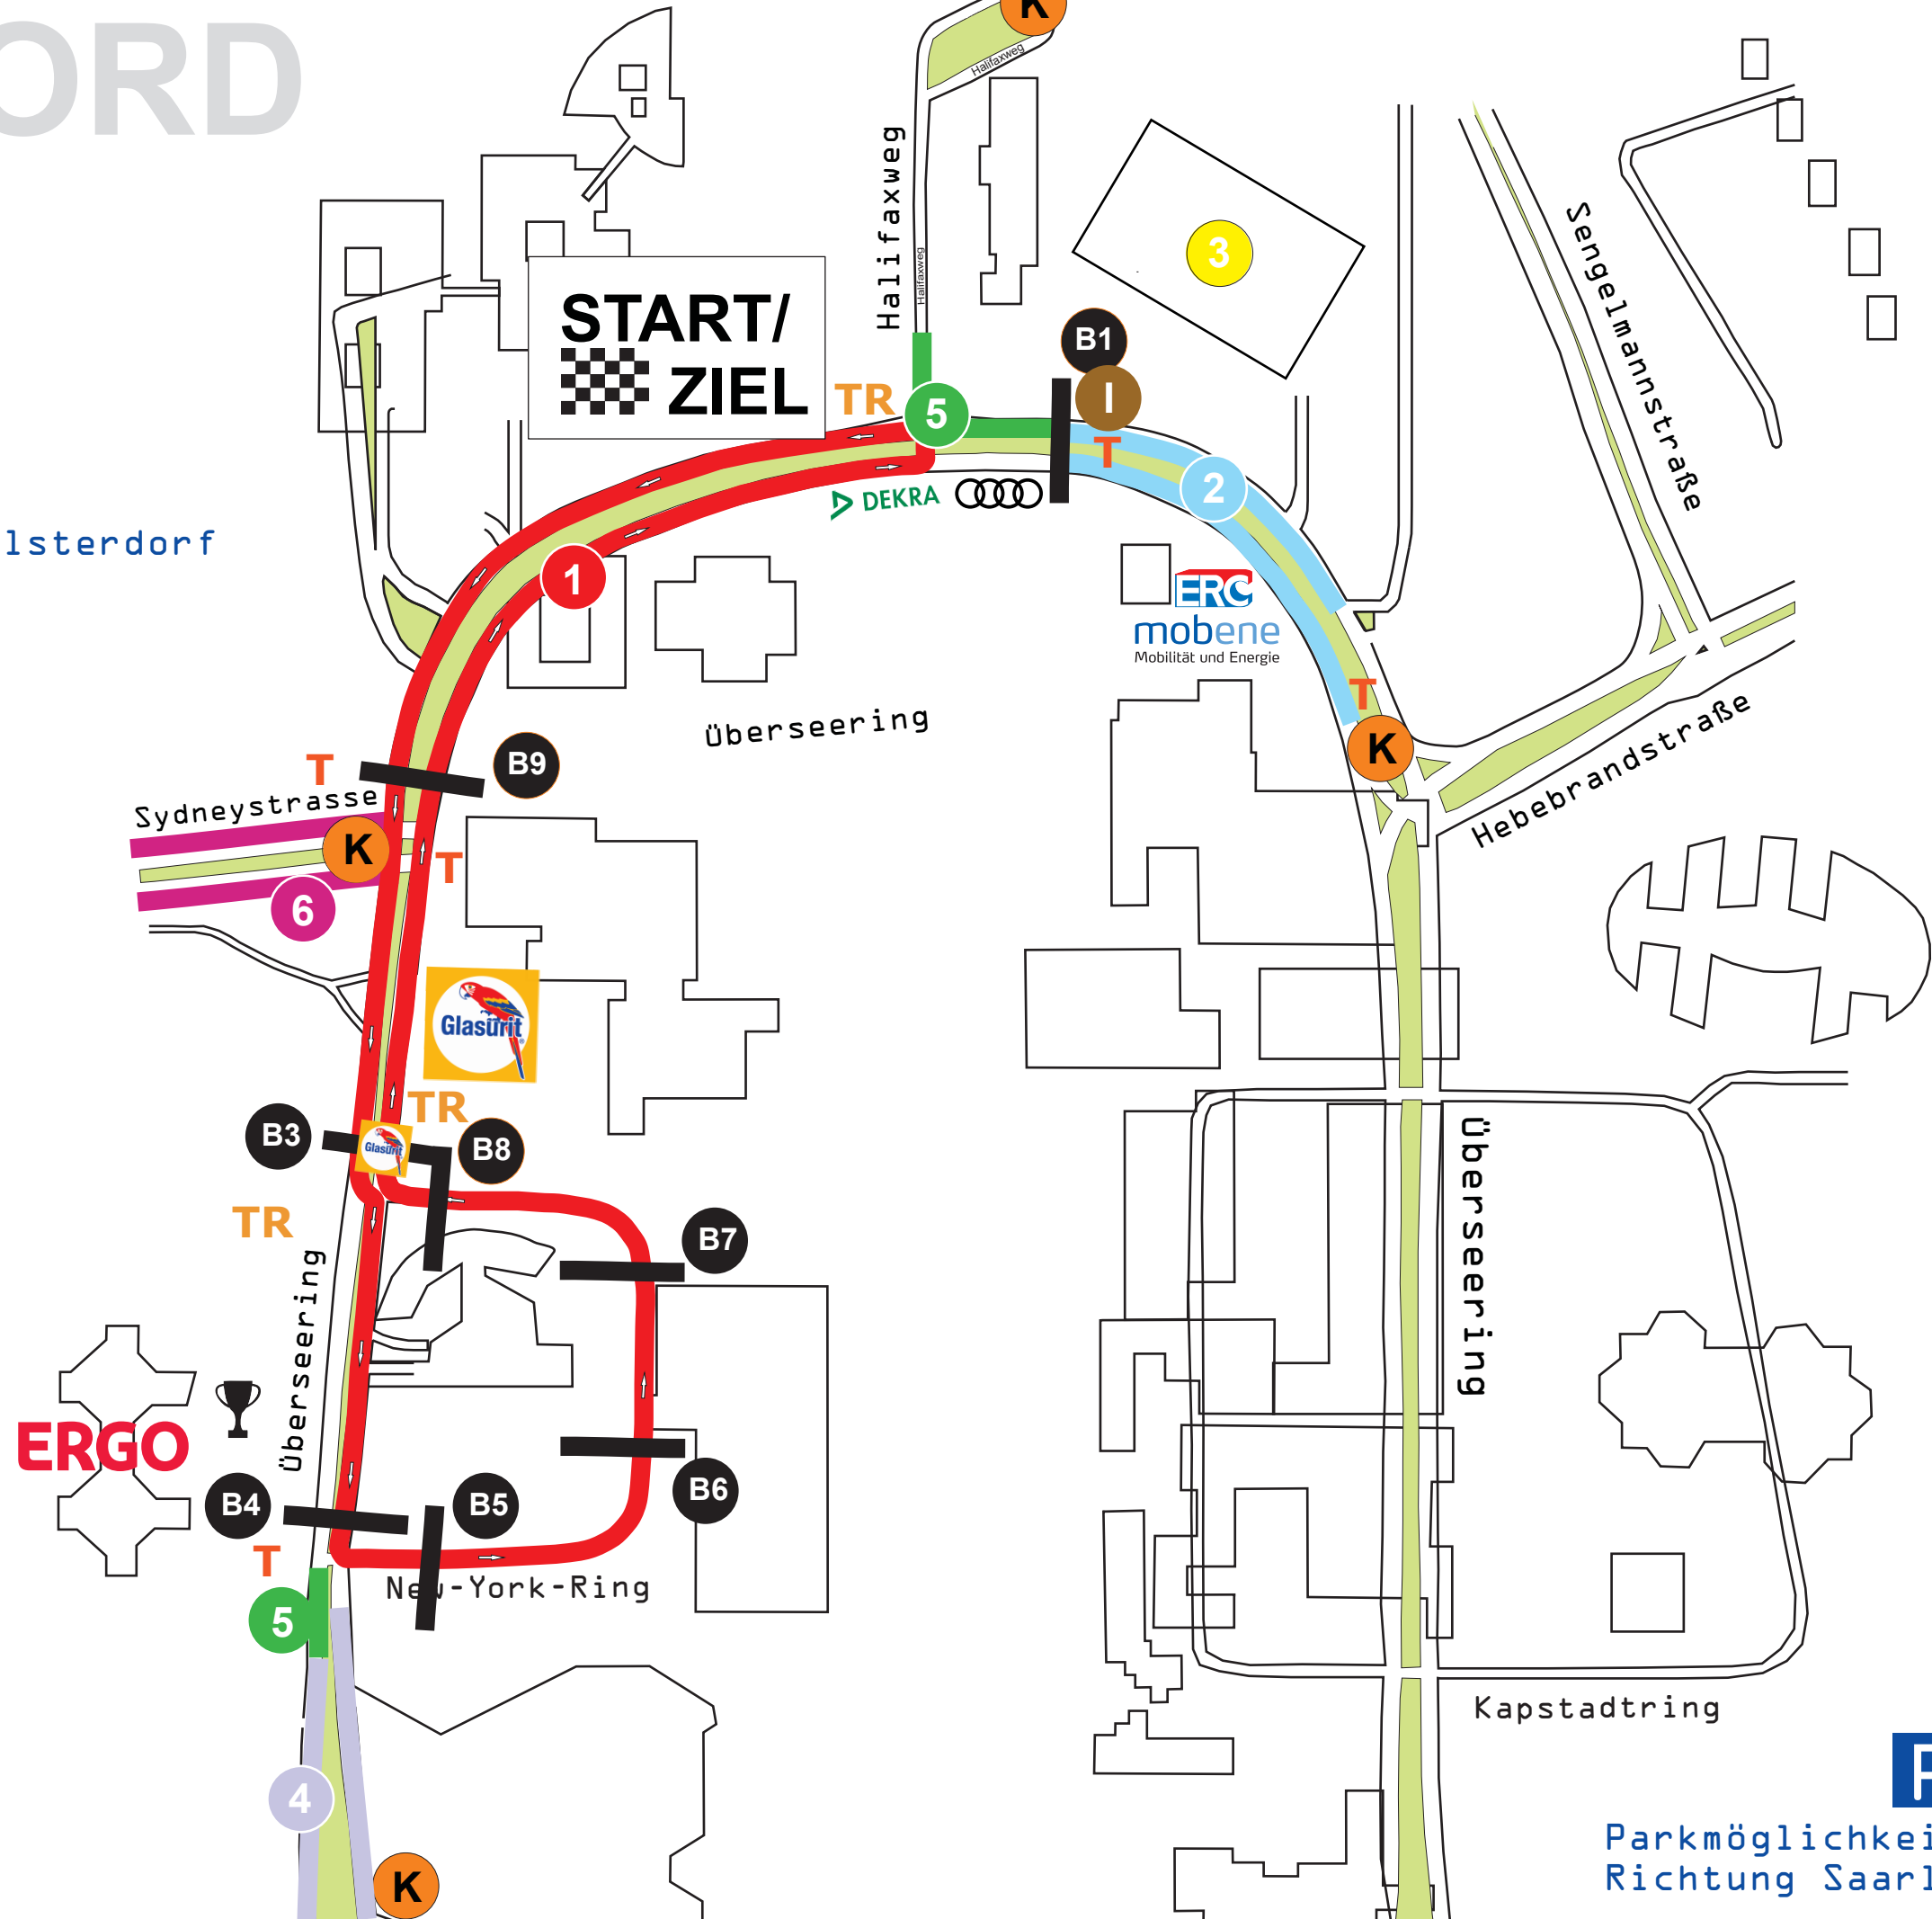 ORD
K
Halifaxweg
Halifaxweg
Halifaxweg
3
Sengelmannstraße
START/
ZIEL
B1
I
TR
5
T
2
DEKRA
lsterdorf
1
ERC
mobene
Mobilität und Energie
Überseering
T
K
Hebebrandstraße
T
B9
Sydneystrasse
K
T
6
Glasurit
TR
B3
Glasurit
B8
TR
B7
Überseering
Überseering
ERGO
B4
B5
B6
T
New-York-Ring
5
Kapstadtring
4
P
Parkmöglichkei
Richtung Saarl
K